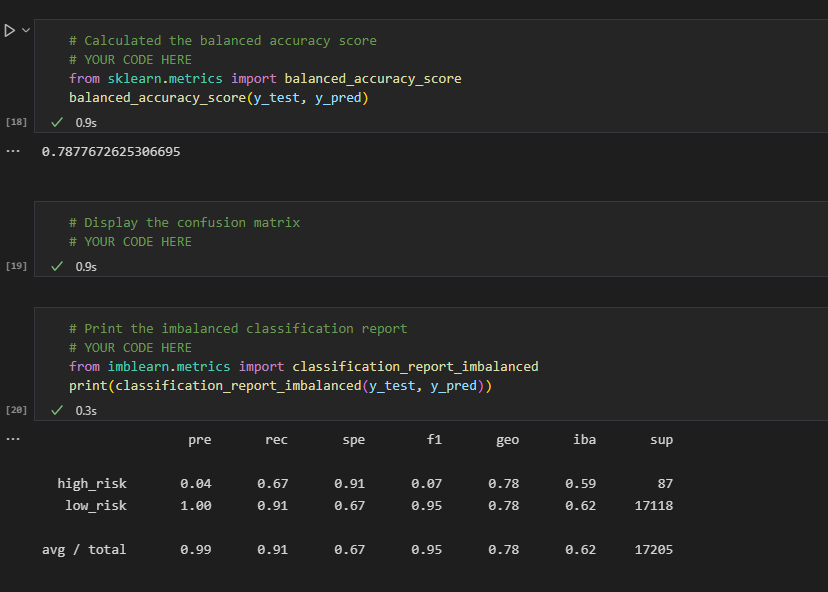 # Calculated the balanced accuracy score
# YOUR CODE HERE
from sklearn.metrics import balanced_accuracy_score
balanced_accuracy_score(y_test, y_pred)
[18] 0.9s
... 0.7877672625306695
# Display the confusion matrix
# YOUR CODE HERE
[19] 0.9s
# Print the imbalanced classification report
# YOUR CODE HERE
from imblearn.metrics import classification_report_imbalanced
print(classification_report_imbalanced(y_test, y_pred))
[20] 0.3s
... pre rec spe f1 geo iba sup
high_risk 0.04 0.67 0.91 0.07 0.78 0.59 87
low_risk 1.00 0.91 0.67 0.95 0.78 0.62 17118
avg / total 0.99 0.91 0.67 0.95 0.78 0.62 17205